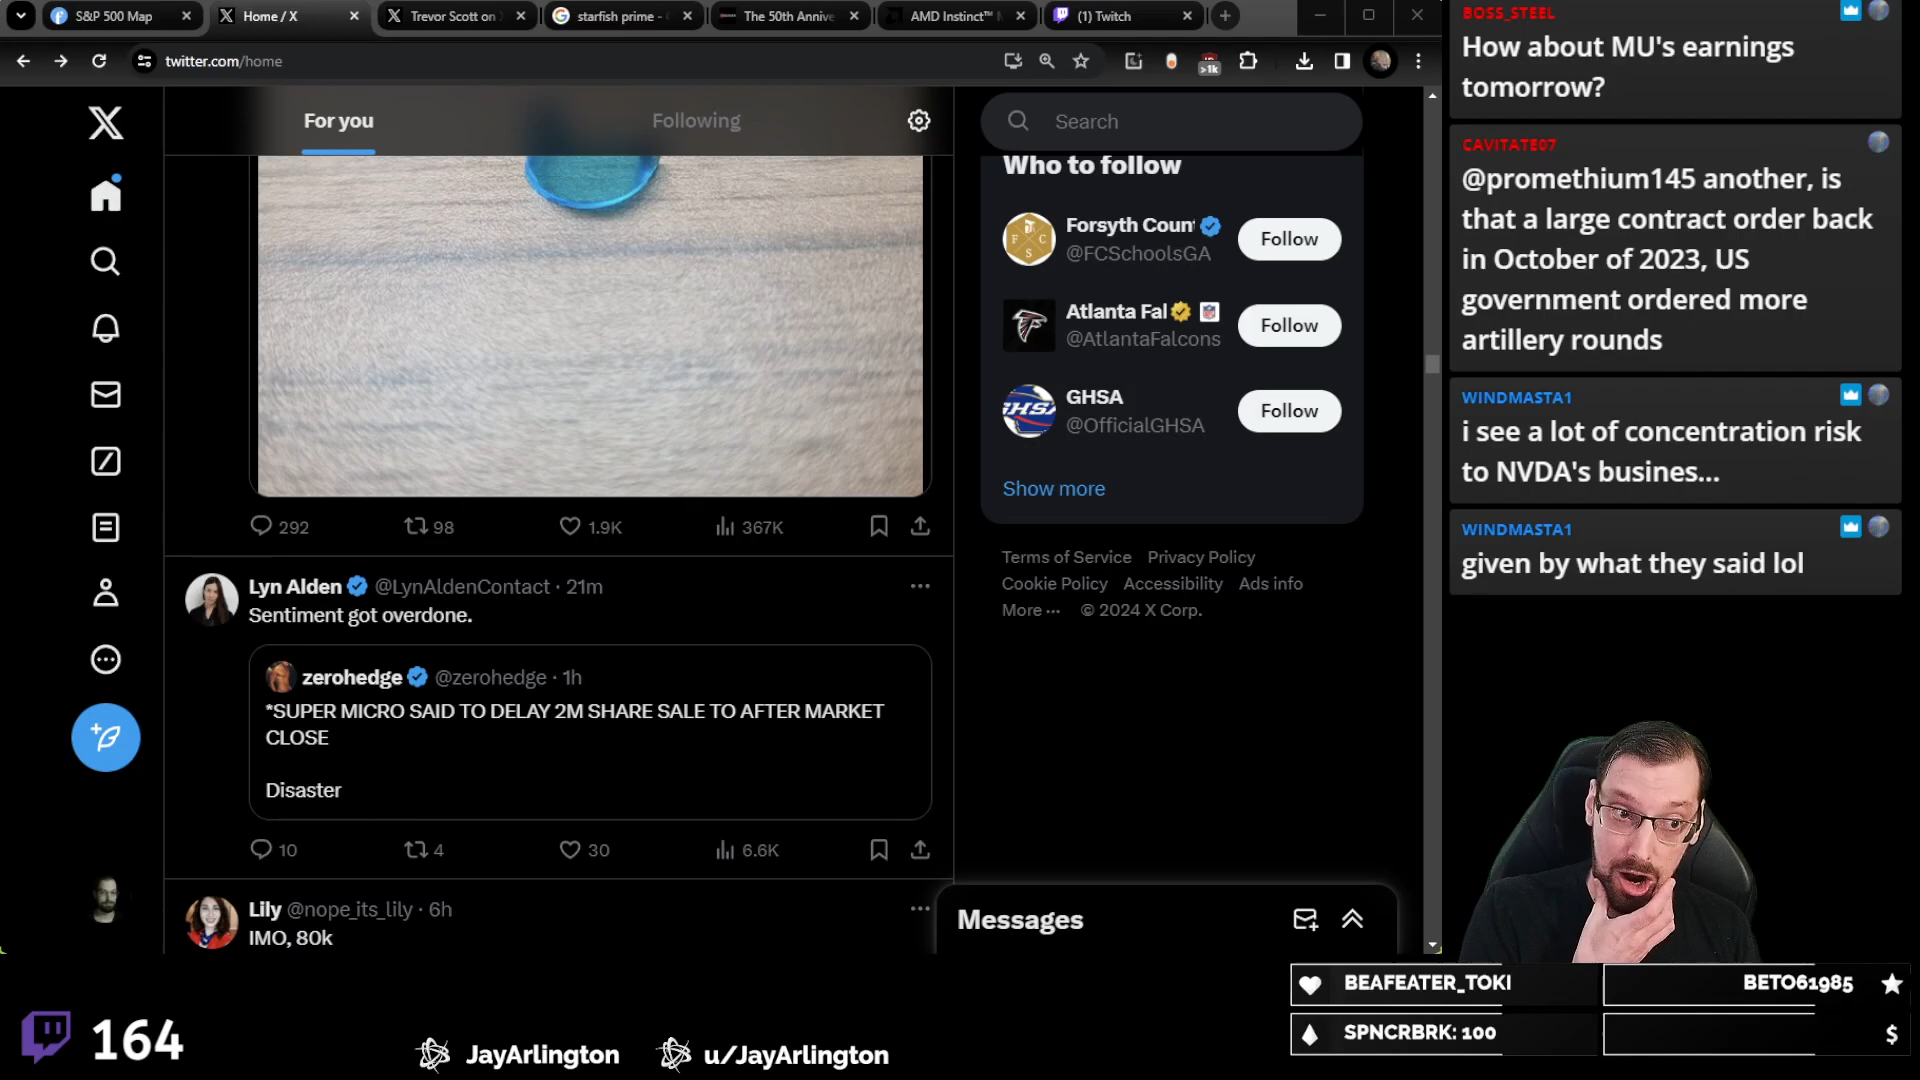 S&P 500 Map
Home / X
Trevor Scott on
starfish prime -
The 50th Annive
AMD Instinct™
(1) Twitch
twitter.com/home
>1k
For you
Following
Search
Who to follow
Forsyth Coun
@FCSchoolsGA
Follow
Atlanta Fal
@AtlantaFalcons
Follow
GHSA
@OfficialGHSA
Follow
Show more
Terms of Service Privacy Policy
Cookie Policy Accessibility Ads info
More ··· © 2024 X Corp.
292 98 1.9K 367K
Lyn Alden @LynAldenContact · 21m
Sentiment got overdone.
zerohedge @zerohedge · 1h
*SUPER MICRO SAID TO DELAY 2M SHARE SALE TO AFTER MARKET
CLOSE
Disaster
10 4 30 6.6K
Lily @nope_its_lily · 6h
IMO, 80k
Messages
BOSS_STEEL
How about MU's earnings
tomorrow?
CAVITATE07
@promethium145 another, is
that a large contract order back
in October of 2023, US
government ordered more
artillery rounds
WINDMASTA1
i see a lot of concentration risk
to NVDA's busines...
WINDMASTA1
given by what they said lol
BEAFEATER_TOKI
BETO61985
SPNCRBRK: 100
$
164
JayArlington
u/JayArlington